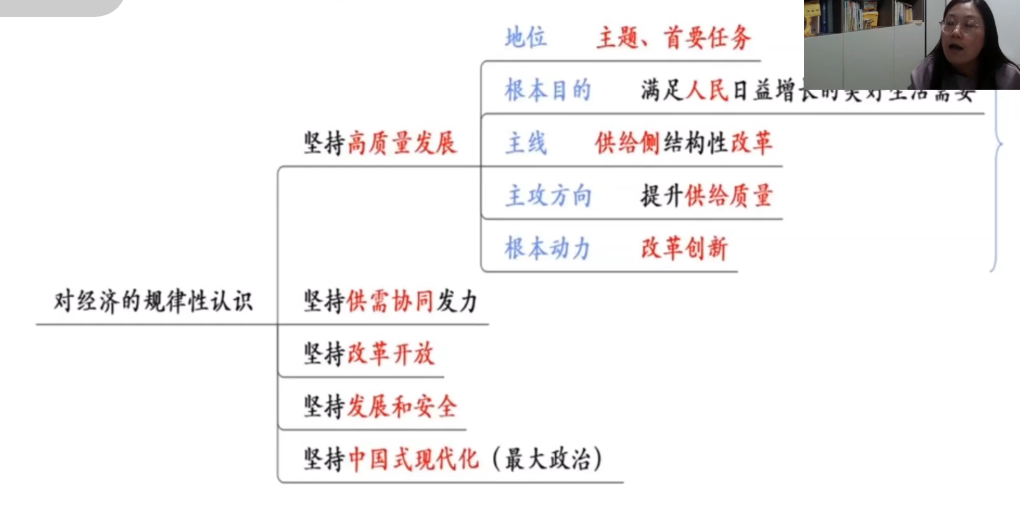 地位 主题、首要任务
根本目的 满足人民日益增长的美好生活需要
坚持高质量发展
主线 供给侧结构性改革
主攻方向 提升供给质量
根本动力 改革创新
对经济的规律性认识
坚持供需协同发力
坚持改革开放
坚持发展和安全
坚持中国式现代化（最大政治）